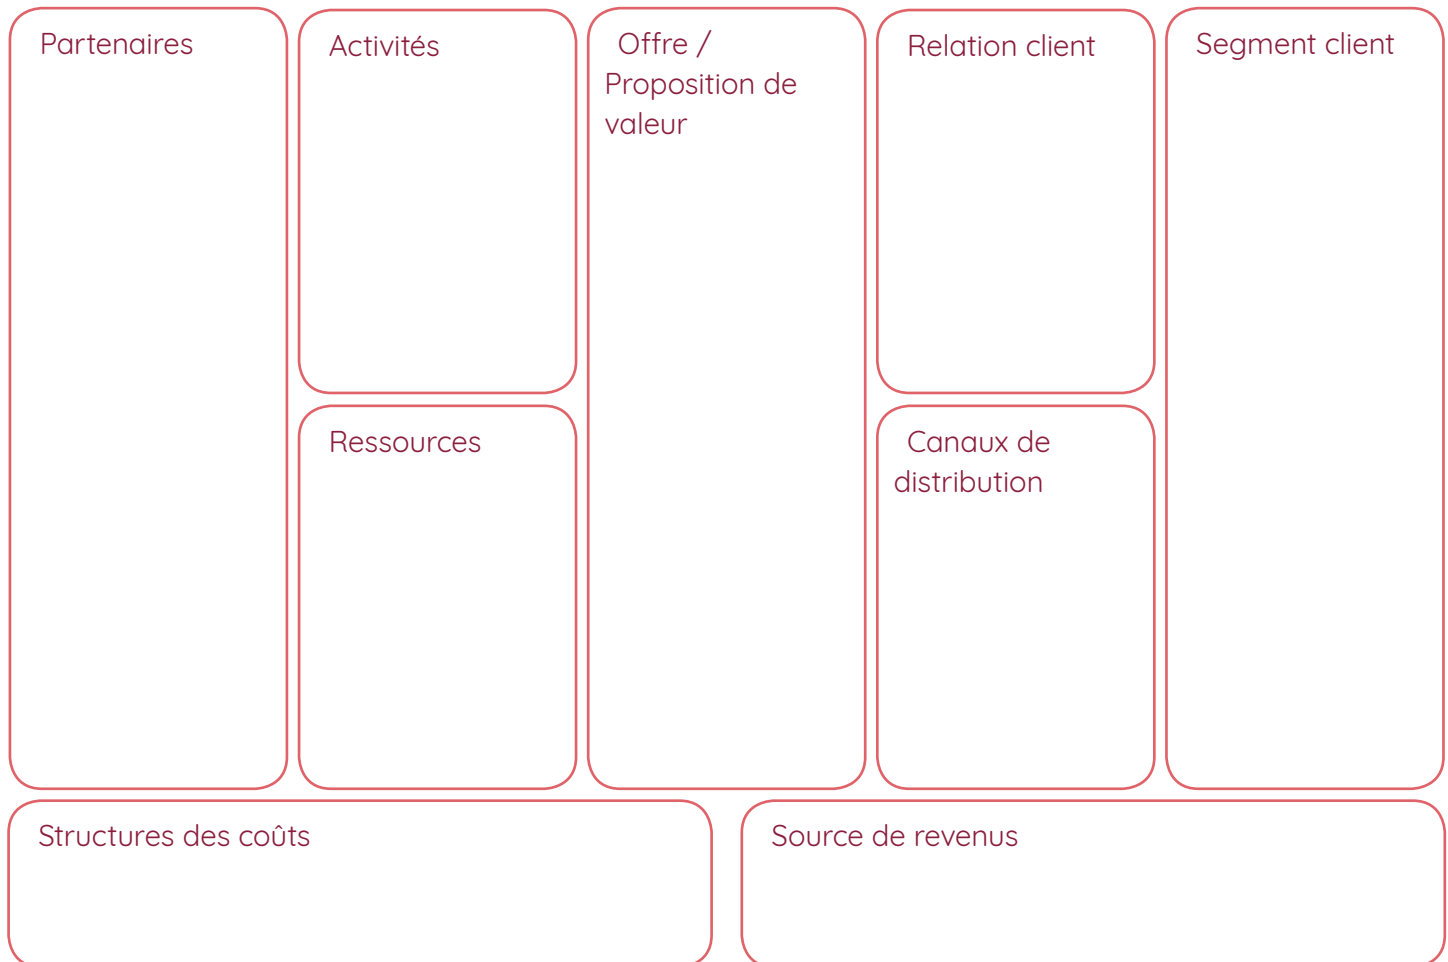 Partenaires
Activités
Offre /
Proposition de
valeur
Relation client
Segment client
Ressources
Canaux de
distribution
Structures des coûts
Source de revenus